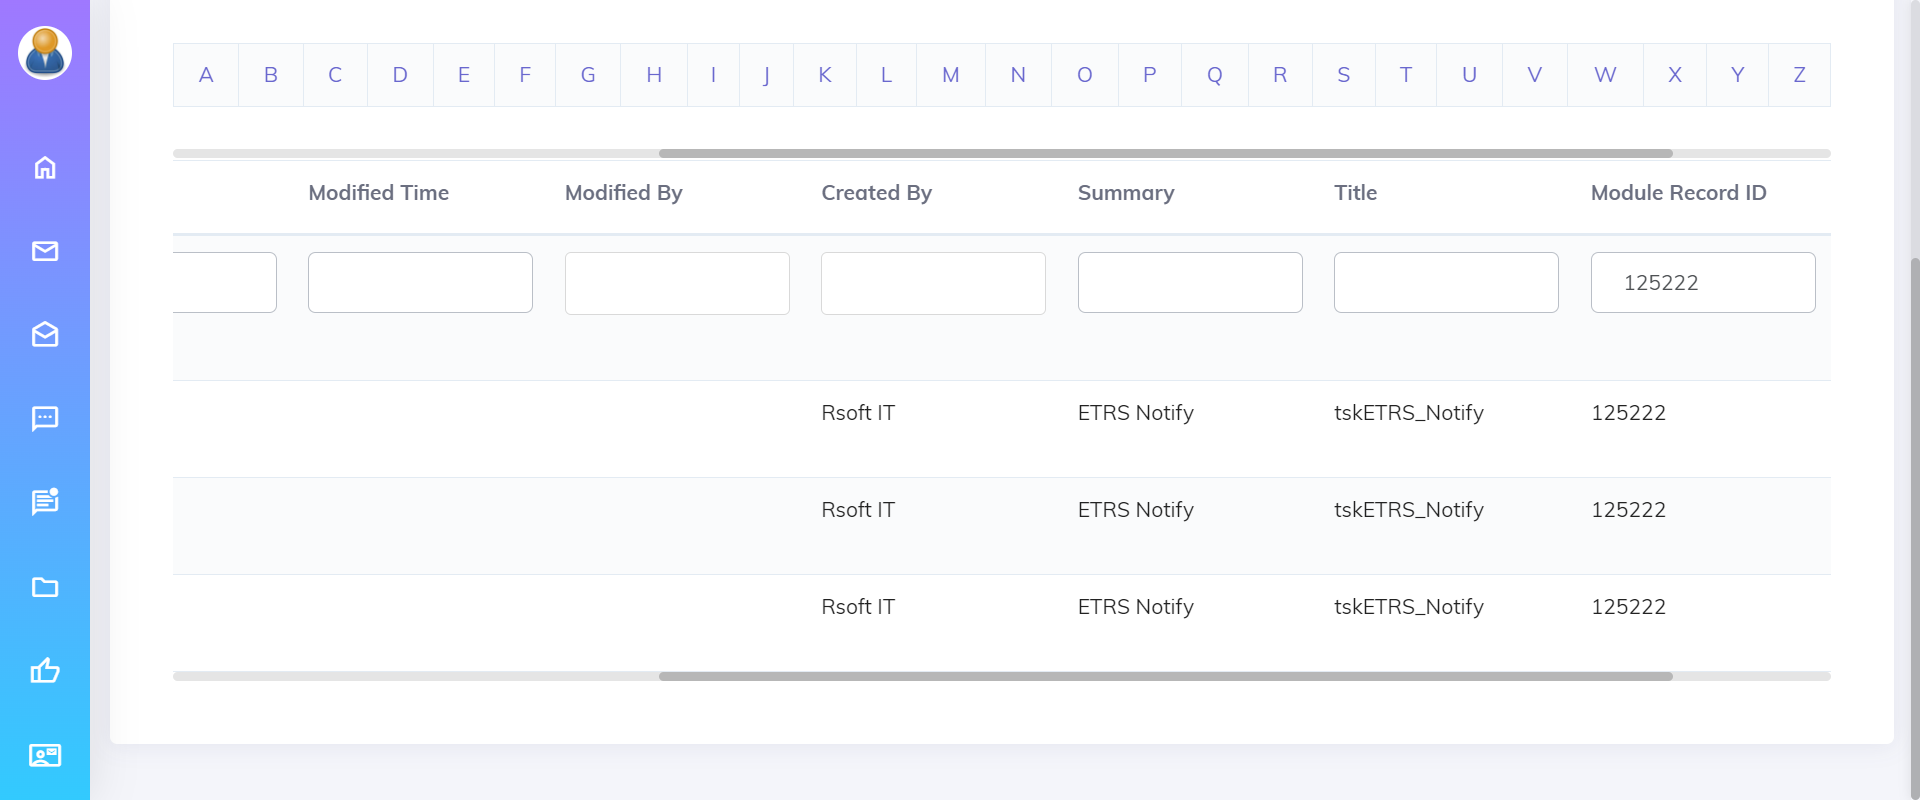 A B C D E F G H I J K L M N O P Q R S T U V W X Y Z
Modified Time Modified By Created By Summary Title Module Record ID
125222
Rsoft IT ETRS Notify tskETRS_Notify 125222
Rsoft IT ETRS Notify tskETRS_Notify 125222
Rsoft IT ETRS Notify tskETRS_Notify 125222